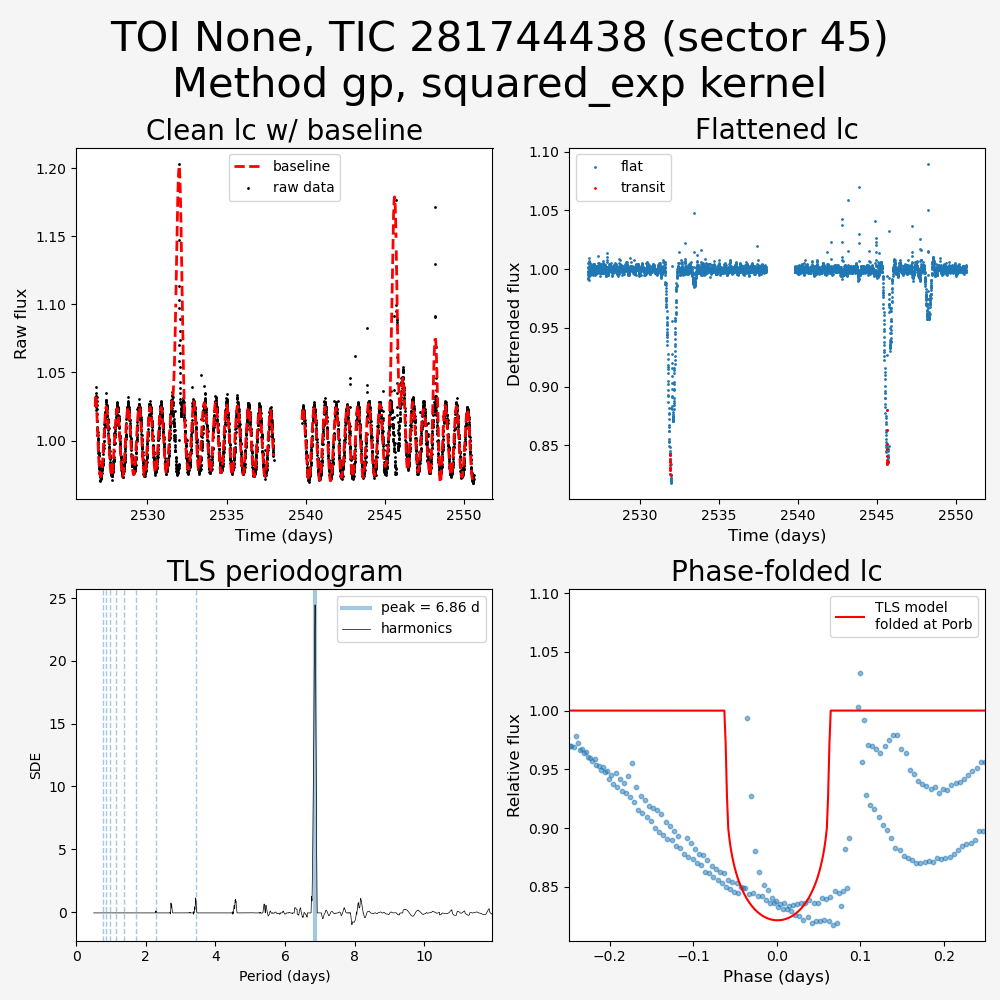 TOI None, TIC 281744438 (sector 45)
Method gp, squared_exp kernel
Clean lc w/ baseline
baseline
raw data
1.20
1.15
1.10
1.05
1.00
Raw flux
2530
2535
2540
2545
2550
Time (days)
Flattened lc
flat
transit
1.10
1.05
1.00
0.95
0.90
0.85
Detrended flux
2530
2535
2540
2545
2550
Time (days)
TLS periodogram
peak = 6.86 d
harmonics
25
20
15
10
5
0
SDE
0
2
4
6
8
10
Period (days)
Phase-folded lc
TLS model
folded at Porb
1.10
1.05
1.00
0.95
0.90
0.85
Relative flux
−0.2
−0.1
0.0
0.1
0.2
Phase (days)